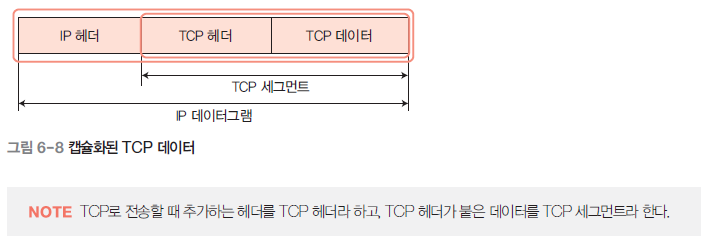 IP 헤더
TCP 헤더
TCP 데이터
TCP 세그먼트
IP 데이터그램
그림 6-8 캡슐화된 TCP 데이터
NOTE TCP로 전송할 때 추가하는 헤더를 TCP 헤더라 하고, TCP 헤더가 붙은 데이터를 TCP 세그먼트라 한다.